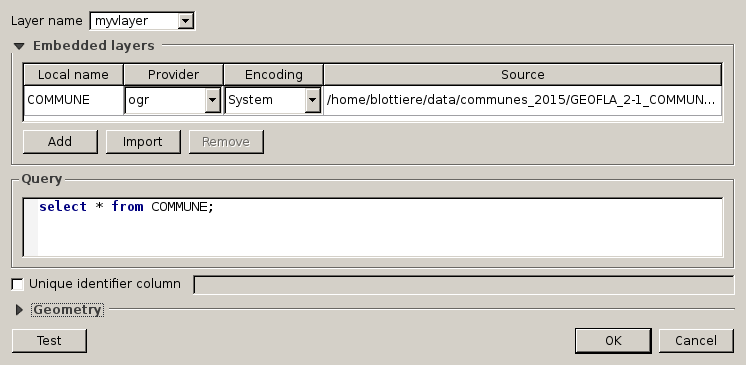 Layer name myvlayer
Embedded layers
Local name Provider Encoding Source
COMMUNE ogr System /home/blottiere/data/communes_2015/GEOFLA_2-1_COMMUN...
Add Import Remove
Query
select * from COMMUNE;
Unique identifier column
Geometry
Test OK Cancel